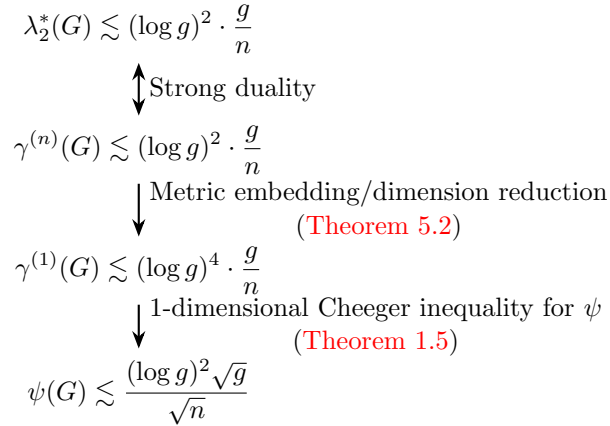 λ₂*(G) ≲ (log g)² · g/n
Strong duality
γ⁽ⁿ⁾(G) ≲ (log g)² · g/n
Metric embedding/dimension reduction
(Theorem 5.2)
γ⁽¹⁾(G) ≲ (log g)⁴ · g/n
1-dimensional Cheeger inequality for ψ
(Theorem 1.5)
ψ(G) ≲ (log g)²√g/√n